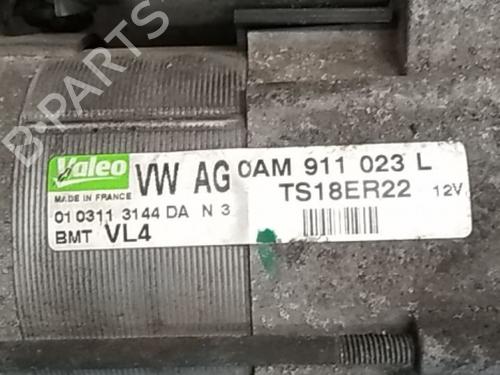 B-PARTS
Valeo
MADE IN FRANCE
VW AG
0AM 911 023 L
TS18ER22 12V
01 0311 3144 DA N 3
BMT VL4